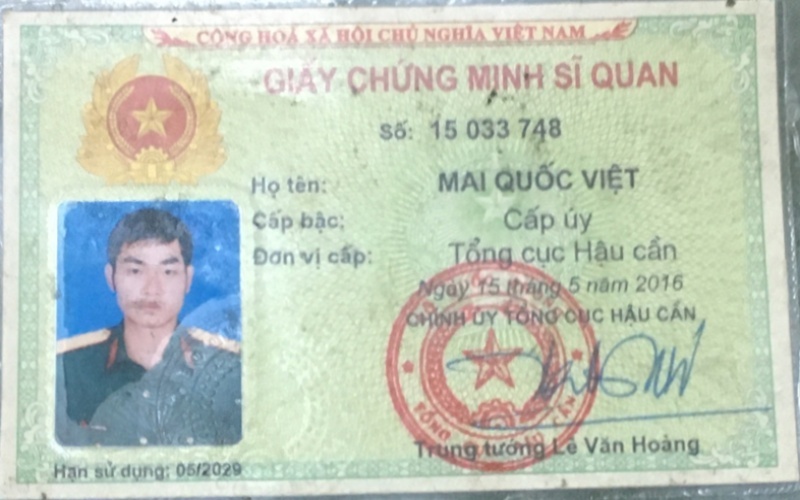 CỘNG HOÀ XÃ HỘI CHỦ NGHĨA VIỆT NAM
GIẤY CHỨNG MINH SĨ QUAN
Số: 15 033 748
Họ tên: MAI QUỐC VIỆT
Cấp bậc: Cấp úy
Đơn vị cấp: Tổng cục Hậu cần
Ngày 15 tháng 5 năm 2016
CHÍNH ỦY TỔNG CỤC HẬU CẦN
Trung tướng Lê Văn Hoàng
Hạn sử dụng: 05/2029